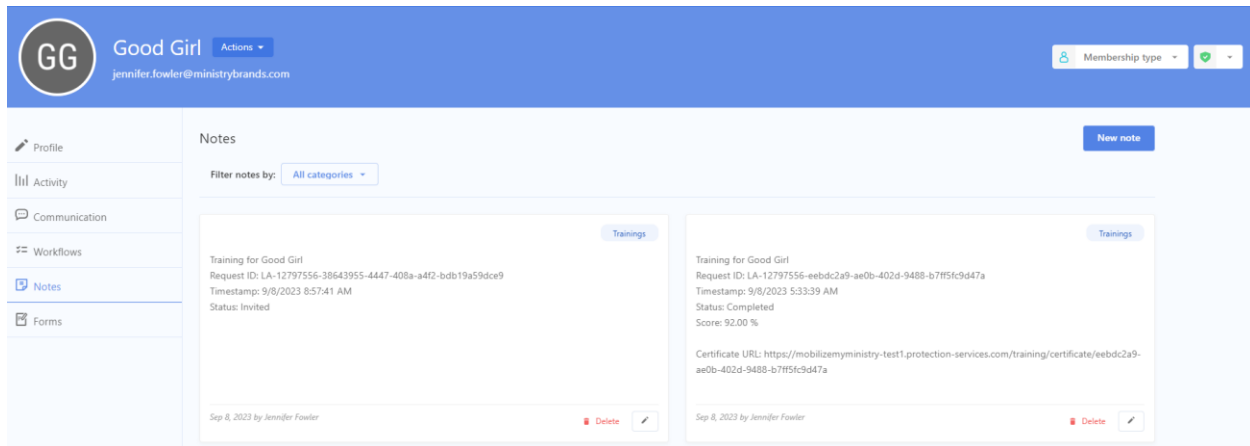 GG
Good Girl
Actions
jennifer.fowler@ministrybrands.com
Membership type
Profile
Activity
Communication
Workflows
Notes
Forms
Notes
New note
Filter notes by: All categories
Trainings
Training for Good Girl
Request ID: LA-12797556-38643955-4447-408a-a4f2-bdb19a59dce9
Timestamp: 9/8/2023 8:57:41 AM
Status: Invited
Sep 8, 2023 by Jennifer Fowler
Delete
Trainings
Training for Good Girl
Request ID: LA-12797556-eebdc2a9-ae0b-402d-9488-b7ff5fc9d47a
Timestamp: 9/8/2023 5:33:39 AM
Status: Completed
Score: 92.00 %
Certificate URL: https://mobilizemyministry-test1.protection-services.com/training/certificate/eebdc2a9-
ae0b-402d-9488-b7ff5fc9d47a
Sep 8, 2023 by Jennifer Fowler
Delete